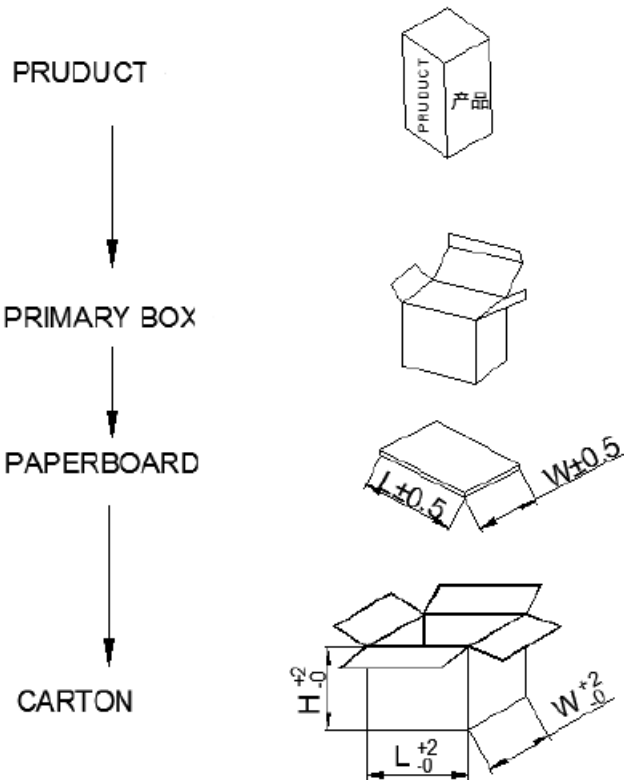 PRUDUCT
PRUDUCT
产品
PRIMARY BOX
PAPERBOARD
L±0.5
W±0.5
CARTON
H +2 -0
L +2 -0
W +2 -0